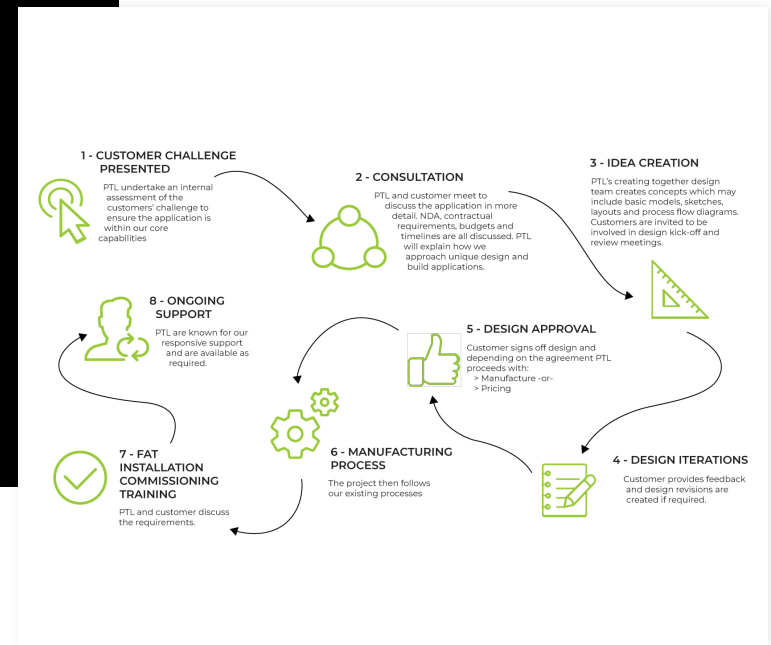 1 - CUSTOMER CHALLENGE
PRESENTED
PTL undertake an internal
assessment of the
customers' challenge to
ensure the application is
within our core
capabilities
2 - CONSULTATION
PTL and customer meet to
discuss the application in more
detail. NDA, contractual
requirements, budgets and
timelines are all discussed. PTL
will explain how we
approach unique design and
build applications.
3 - IDEA CREATION
PTL's creating together design
team creates concepts which may
include basic models, sketches,
layouts and process flow diagrams.
Customers are invited to be
involved in design kick-off and
review meetings.
4 - DESIGN ITERATIONS
Customer provides feedback
and design revisions are
created if required.
5 - DESIGN APPROVAL
Customer signs off design and
depending on the agreement PTL
proceeds with:
> Manufacture -or-
> Pricing
6 - MANUFACTURING
PROCESS
The project then follows
our existing processes
7 - FAT
INSTALLATION
COMMISSIONING
TRAINING
PTL and customer discuss
the requirements.
8 - ONGOING
SUPPORT
PTL are known for our
responsive support
and are available as
required.